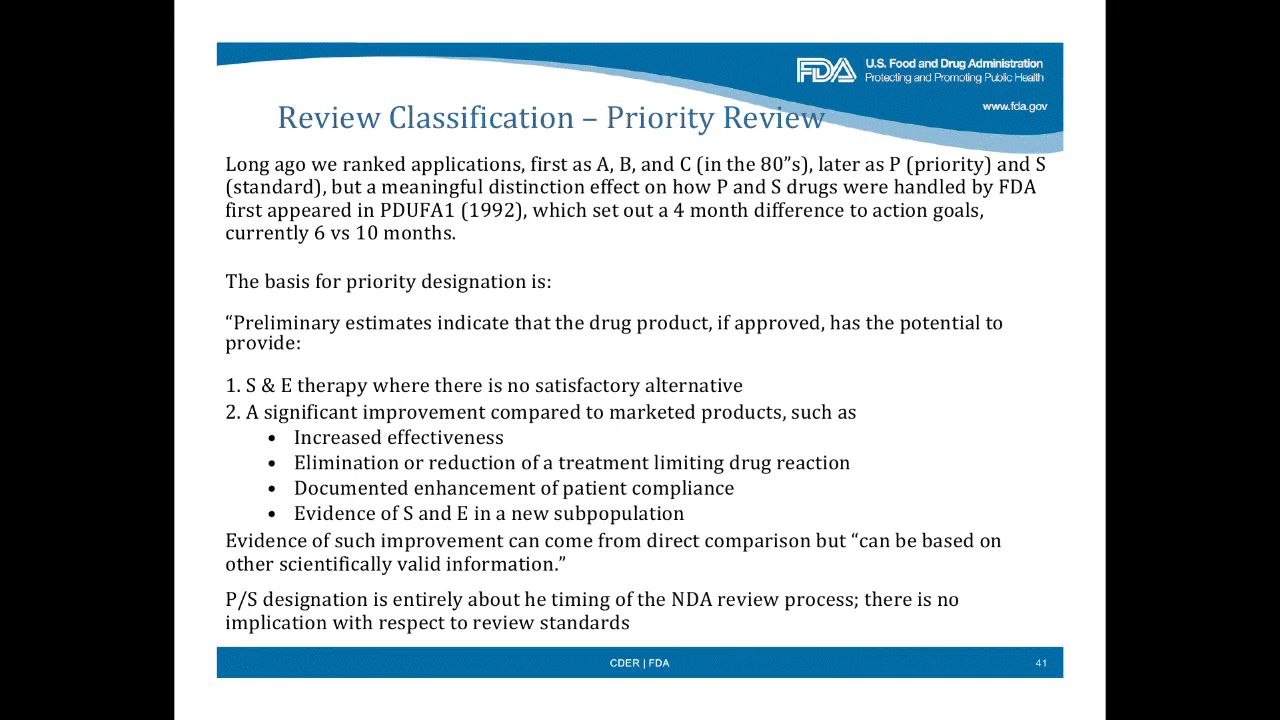 FDA U.S. Food and Drug Administration
Protecting and Promoting Public Health
www.fda.gov
Review Classification – Priority Review
Long ago we ranked applications, first as A, B, and C (in the 80”s), later as P (priority) and S
(standard), but a meaningful distinction effect on how P and S drugs were handled by FDA
first appeared in PDUFA1 (1992), which set out a 4 month difference to action goals,
currently 6 vs 10 months.
The basis for priority designation is:
“Preliminary estimates indicate that the drug product, if approved, has the potential to
provide:
1. S & E therapy where there is no satisfactory alternative
2. A significant improvement compared to marketed products, such as
• Increased effectiveness
• Elimination or reduction of a treatment limiting drug reaction
• Documented enhancement of patient compliance
• Evidence of S and E in a new subpopulation
Evidence of such improvement can come from direct comparison but “can be based on
other scientifically valid information.”
P/S designation is entirely about he timing of the NDA review process; there is no
implication with respect to review standards
CDER | FDA
41